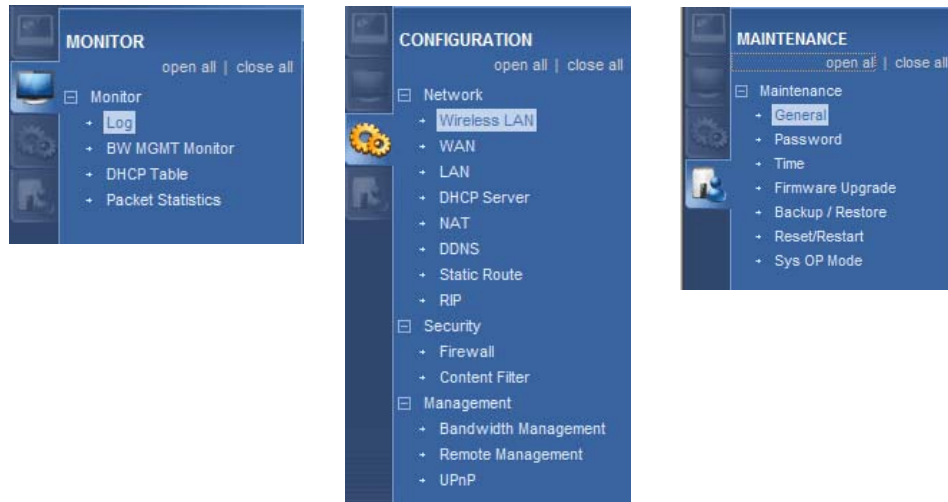 MONITOR
open all | close all
Monitor
Log
BW MGMT Monitor
DHCP Table
Packet Statistics
CONFIGURATION
open all | close all
Network
Wireless LAN
WAN
LAN
DHCP Server
NAT
DDNS
Static Route
RIP
Security
Firewall
Content Filter
Management
Bandwidth Management
Remote Management
UPnP
MAINTENANCE
open all | close all
Maintenance
General
Password
Time
Firmware Upgrade
Backup / Restore
Reset/Restart
Sys OP Mode